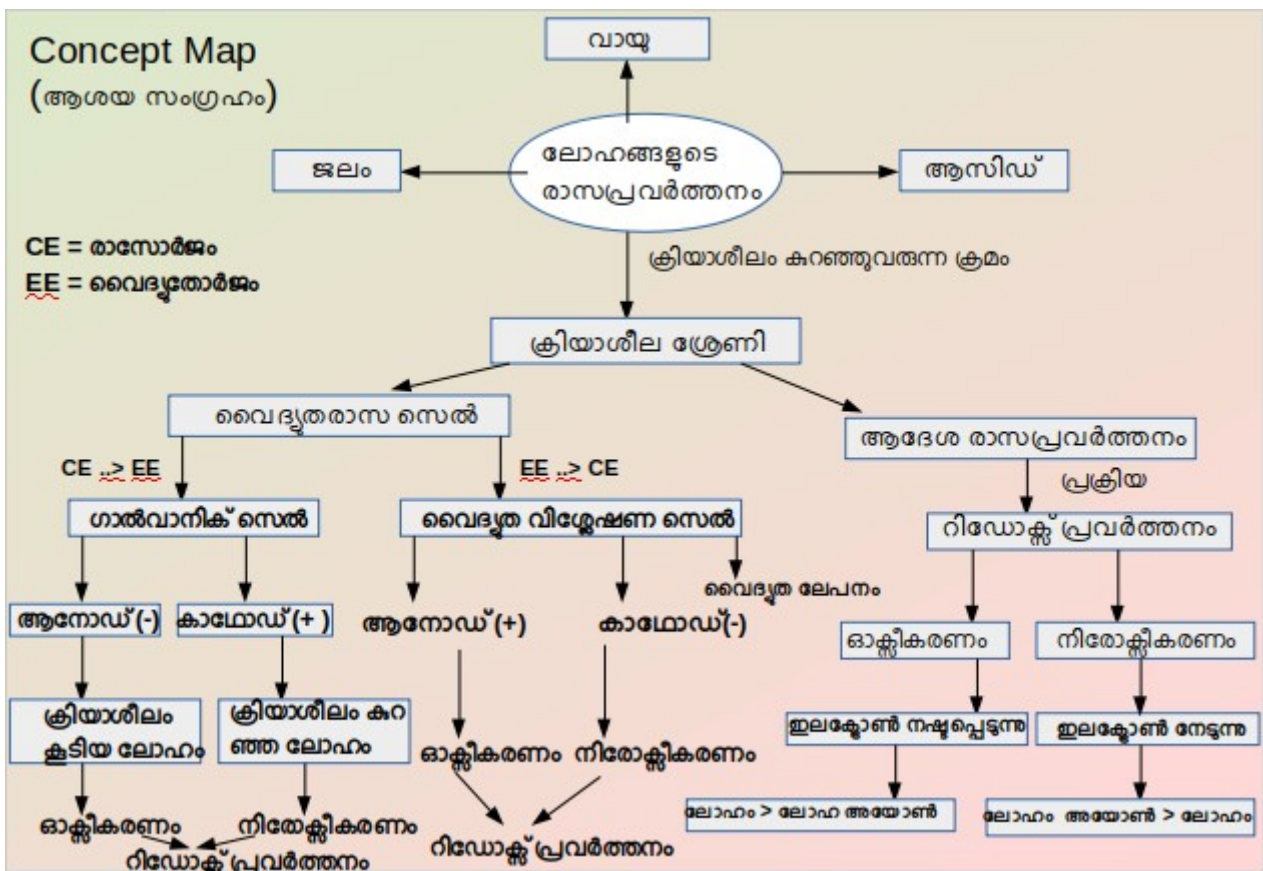 Concept Map
(ആശയ സംഗ്രഹം)
വായു
ലോഹങ്ങളുടെ
രാസപ്രവർത്തനം
ജലം
ആസിഡ്
CE = രാസോർജം
EE = വൈദ്യുതോർജം
ക്രിയാശീലം കുറഞ്ഞുവരുന്ന ക്രമം
ക്രിയാശീല ശ്രേണി
വൈദ്യുതരാസ സെൽ
ആദേശ രാസപ്രവർത്തനം
CE ..> EE
EE ..> CE
പ്രക്രിയ
ഗാൽവാനിക് സെൽ
വൈദ്യുത വിശ്ലേഷണ സെൽ
റിഡോക്സ് പ്രവർത്തനം
വൈദ്യുത ലേപനം
ആനോഡ് (-)
കാഥോഡ് (+ )
ആനോഡ് (+)
കാഥോഡ്(-)
ഓക്സീകരണം
നിരോക്സീകരണം
ക്രിയാശീലം
കൂടിയ ലോഹം
ക്രിയാശീലം കുറ
ഞ്ഞ ലോഹം
ഇലക്ട്രോൺ നഷ്ടപ്പെടുന്നു
ഇലക്ട്രോൺ നേടുന്നു
ഓക്സീകരണം
നിരോക്സീകരണം
ലോഹം > ലോഹ അയോൺ
ലോഹം അയോൺ > ലോഹം
ഓക്സീകരണം
നിരോക്സീകരണം
റിഡോക്സ് പ്രവർത്തനം
റിഡോക്സ് പ്രവർത്തനം